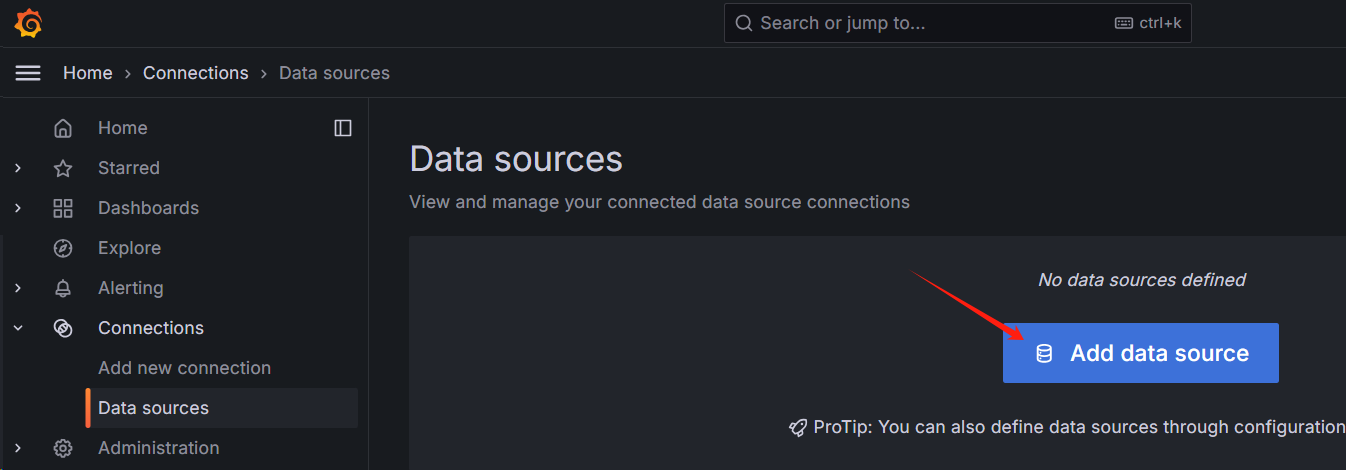 Search or jump to...
ctrl+k
Home › Connections › Data sources
Home
Starred
Dashboards
Explore
Alerting
Connections
Add new connection
Data sources
Administration
Data sources
View and manage your connected data source connections
No data sources defined
Add data source
ProTip: You can also define data sources through configuration